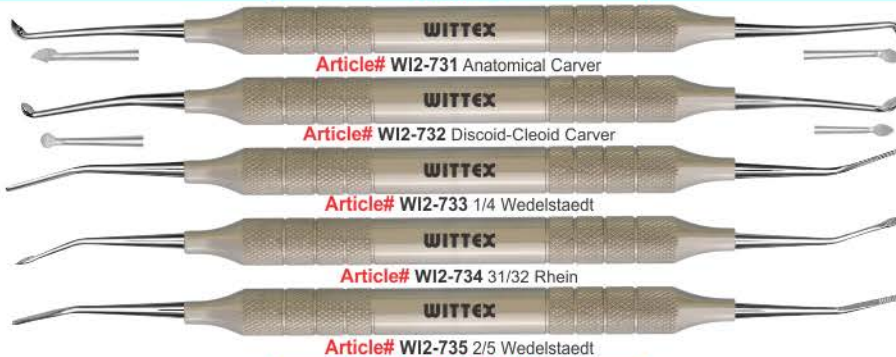 WITTEX
Article# WI2-731 Anatomical Carver
WITTEX
Article# WI2-732 Discoid-Cleoid Carver
WITTEX
Article# WI2-733 1/4 Wedelstaedt
WITTEX
Article# WI2-734 31/32 Rhein
WITTEX
Article# WI2-735 2/5 Wedelstaedt